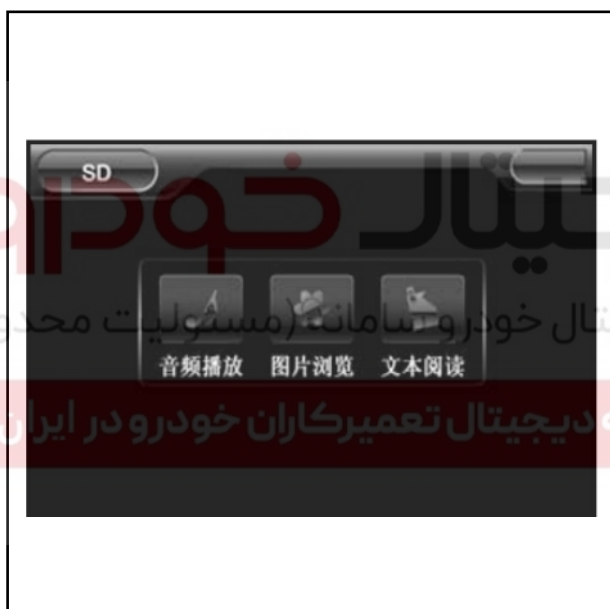 SD
خودرو
تال خودرو سامانه (مسئولیت محدو
音频播放 图片浏览 文本阅读
دیجیتال تعمیرکاران خودرو در ایران